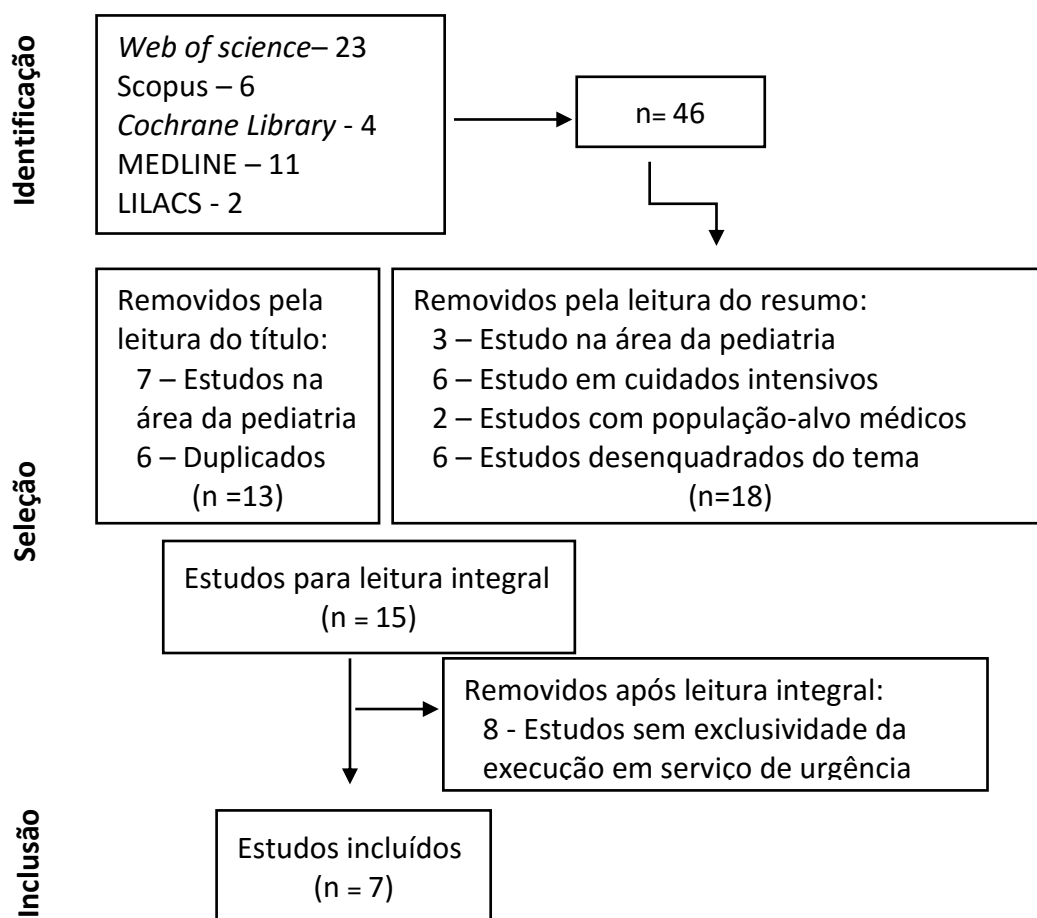 Identificação
Web of science– 23
Scopus – 6
Cochrane Library - 4
MEDLINE – 11
LILACS - 2
n= 46
Seleção
Removidos pela
leitura do título:
7 – Estudos na
área da pediatria
6 – Duplicados
(n =13)
Removidos pela leitura do resumo:
3 – Estudo na área da pediatria
6 – Estudo em cuidados intensivos
2 – Estudos com população-alvo médicos
6 – Estudos desenquadrados do tema
(n=18)
Estudos para leitura integral
(n = 15)
Removidos após leitura integral:
8 - Estudos sem exclusividade da
execução em serviço de urgência
Inclusão
Estudos incluídos
(n = 7)